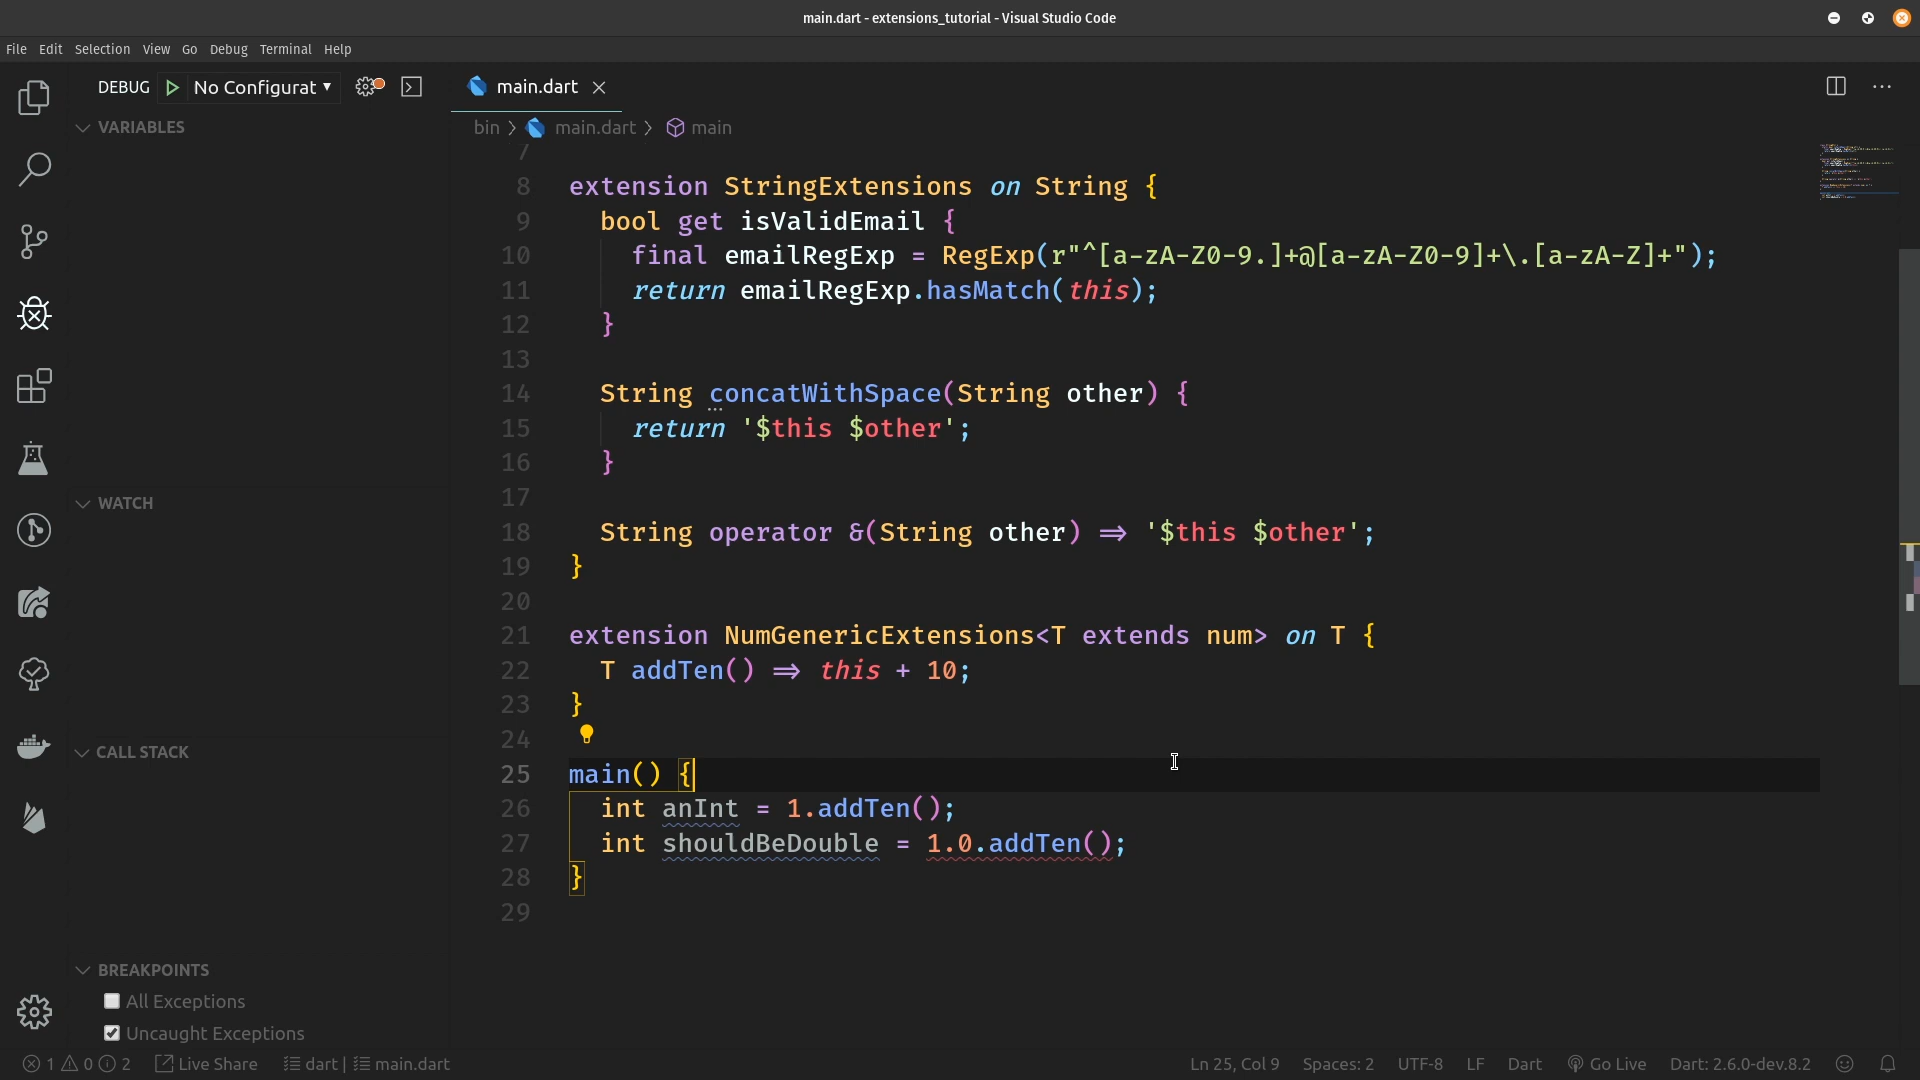 main.dart - extensions_tutorial - Visual Studio Code
File Edit Selection View Go Debug Terminal Help
DEBUG No Configurat
main.dart
VARIABLES
bin > main.dart > main
7
8 extension StringExtensions on String {
9 bool get isValidEmail {
10 final emailRegExp = RegExp(r"^[a-zA-Z0-9.]+@[a-zA-Z0-9]+\.[a-zA-Z]+");
11 return emailRegExp.hasMatch(this);
12 }
13
14 String concatWithSpace(String other) {
15 return '$this $other';
16 }
17
WATCH
18 String operator &(String other) => '$this $other';
19 }
20
21 extension NumGenericExtensions<T extends num> on T {
22 T addTen() => this + 10;
23 }
24
CALL STACK
25 main() {
26 int anInt = 1.addTen();
27 int shouldBeDouble = 1.0.addTen();
28 }
29
BREAKPOINTS
All Exceptions
Uncaught Exceptions
1 0 2 Live Share dart | main.dart Ln 25, Col 9 Spaces: 2 UTF-8 LF Dart Go Live Dart: 2.6.0-dev.8.2